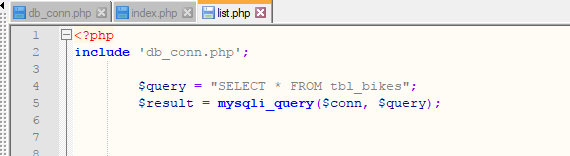 db_conn.php index.php list.php
1 <?php
2 include 'db_conn.php';
3
4 $query = "SELECT * FROM tbl_bikes";
5 $result = mysqli_query($conn, $query);
6
7
8